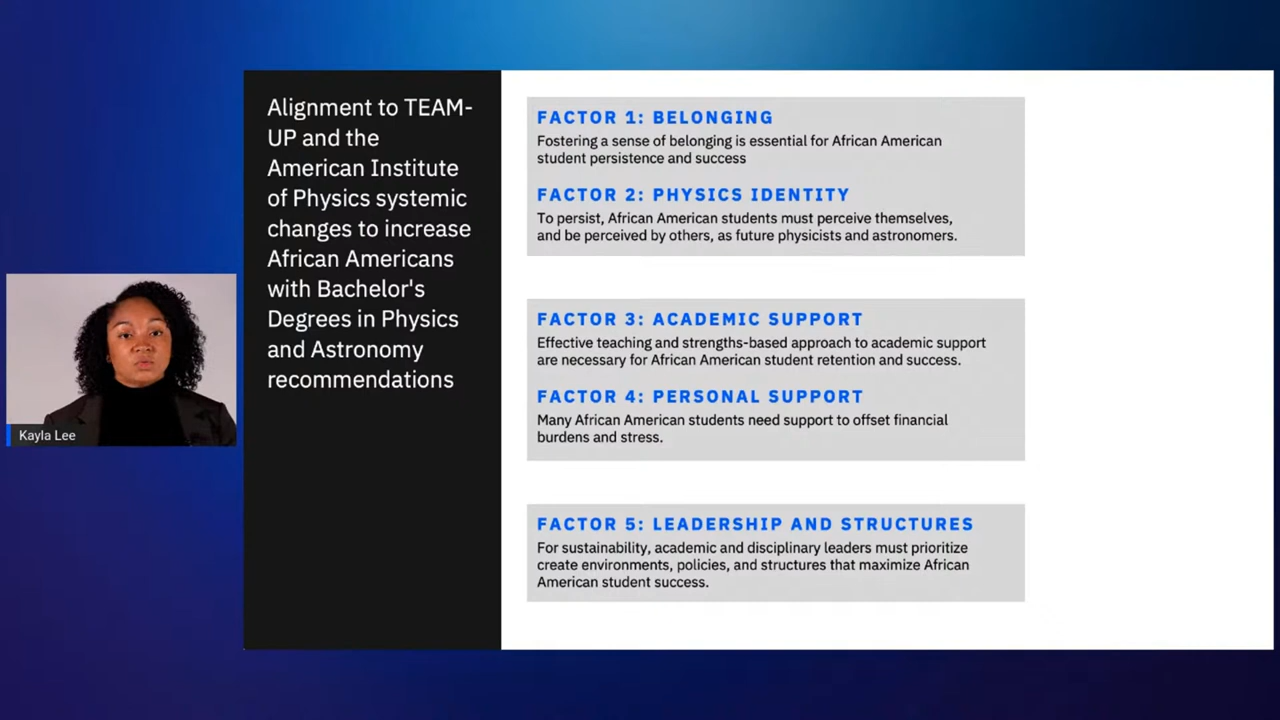 Alignment to TEAM-
UP and the
American Institute
of Physics systemic
changes to increase
African Americans
with Bachelor's
Degrees in Physics
and Astronomy
recommendations
FACTOR 1: BELONGING
Fostering a sense of belonging is essential for African American
student persistence and success
FACTOR 2: PHYSICS IDENTITY
To persist, African American students must perceive themselves,
and be perceived by others, as future physicists and astronomers.
FACTOR 3: ACADEMIC SUPPORT
Effective teaching and strengths-based approach to academic support
are necessary for African American student retention and success.
FACTOR 4: PERSONAL SUPPORT
Many African American students need support to offset financial
burdens and stress.
FACTOR 5: LEADERSHIP AND STRUCTURES
For sustainability, academic and disciplinary leaders must prioritize
create environments, policies, and structures that maximize African
American student success.
Kayla Lee